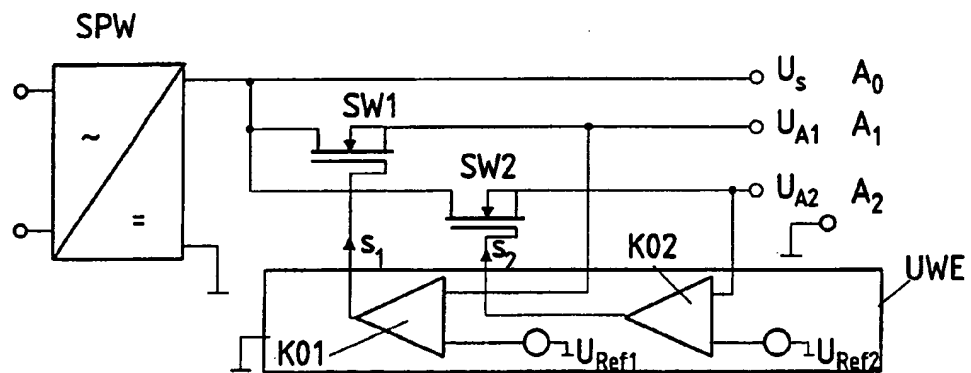 SPW
U_s A_0
SW1
U_A1 A_1
SW2
U_A2 A_2
~
=
s_1
s_2
K02
UWE
K01
U_Ref1
U_Ref2